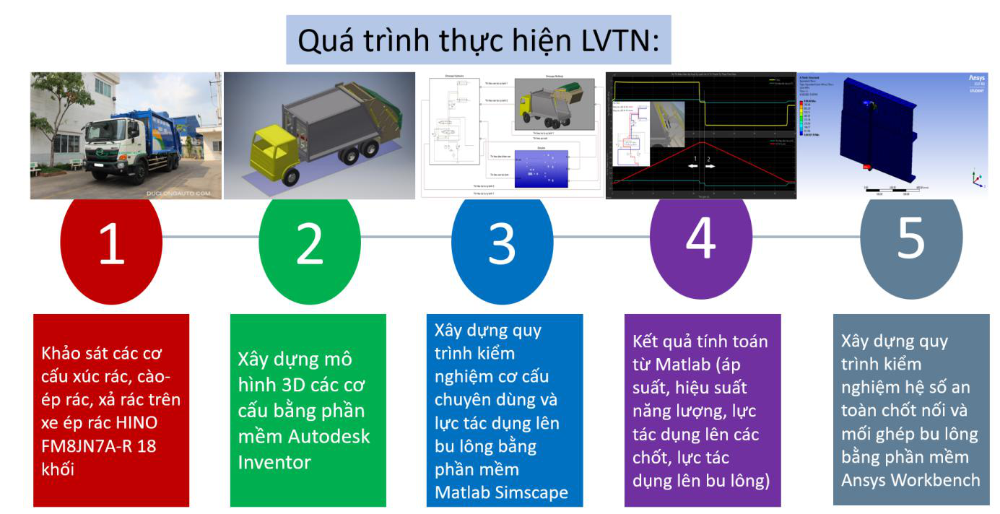 Quá trình thực hiện LVTN:
DUCLONGAUTO.COM
Simscape Multibody
Ansys
STUDENT
1
2
1
2
3
4
5
Khảo sát các cơ
cấu xúc rác, cào-
ép rác, xả rác trên
xe ép rác HINO
FM8JN7A-R 18
khối
Xây dựng mô
hình 3D các cơ
cấu bằng phần
mềm Autodesk
Inventor
Xây dựng quy
trình kiểm
nghiệm cơ cấu
chuyên dùng và
lực tác dụng lên
bu lông bằng
phần mềm
Matlab Simscape
Kết quả tính toán
từ Matlab (áp
suất, hiệu suất
năng lượng, lực
tác dụng lên các
chốt, lực tác
dụng lên bu lông)
Xây dựng quy
trình kiểm
nghiệm hệ số an
toàn chốt nối và
mối ghép bu lông
bằng phần mềm
Ansys Workbench